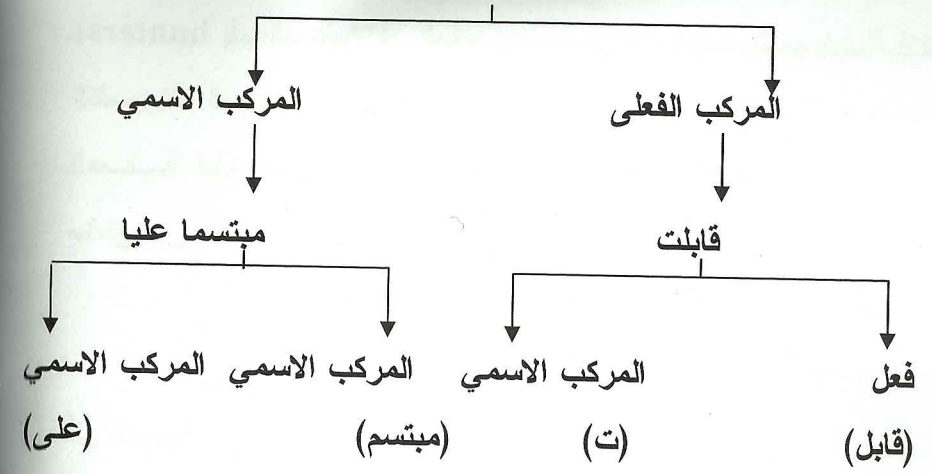 المركب الفعلى المركب الاسمي
قابلت مبتسما عليا
فعل المركب الاسمي المركب الاسمي المركب الاسمي
(قابل) (ت) (مبتسم) (على)